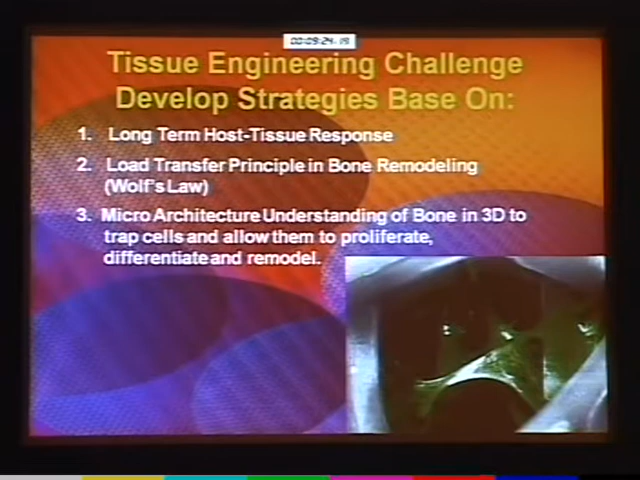 00:09:24:19
Tissue Engineering Challenge
Develop Strategies Base On:
1. Long Term Host-Tissue Response
2. Load Transfer Principle in Bone Remodeling
(Wolf's Law)
3. Micro Architecture Understanding of Bone in 3D to
trap cells and allow them to proliferate,
differentiate and remodel.